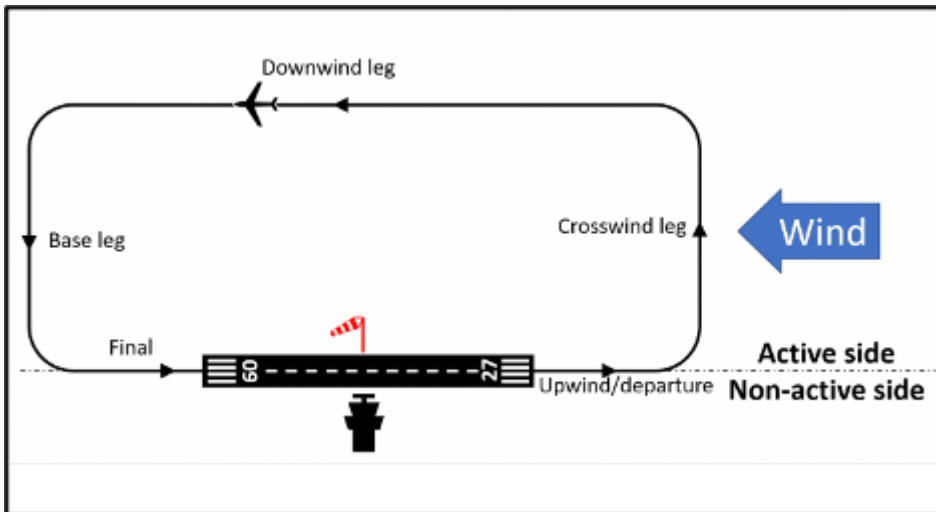 Downwind leg
Base leg
Crosswind leg
Wind
Final
09
27
Upwind/departure
Active side
Non-active side